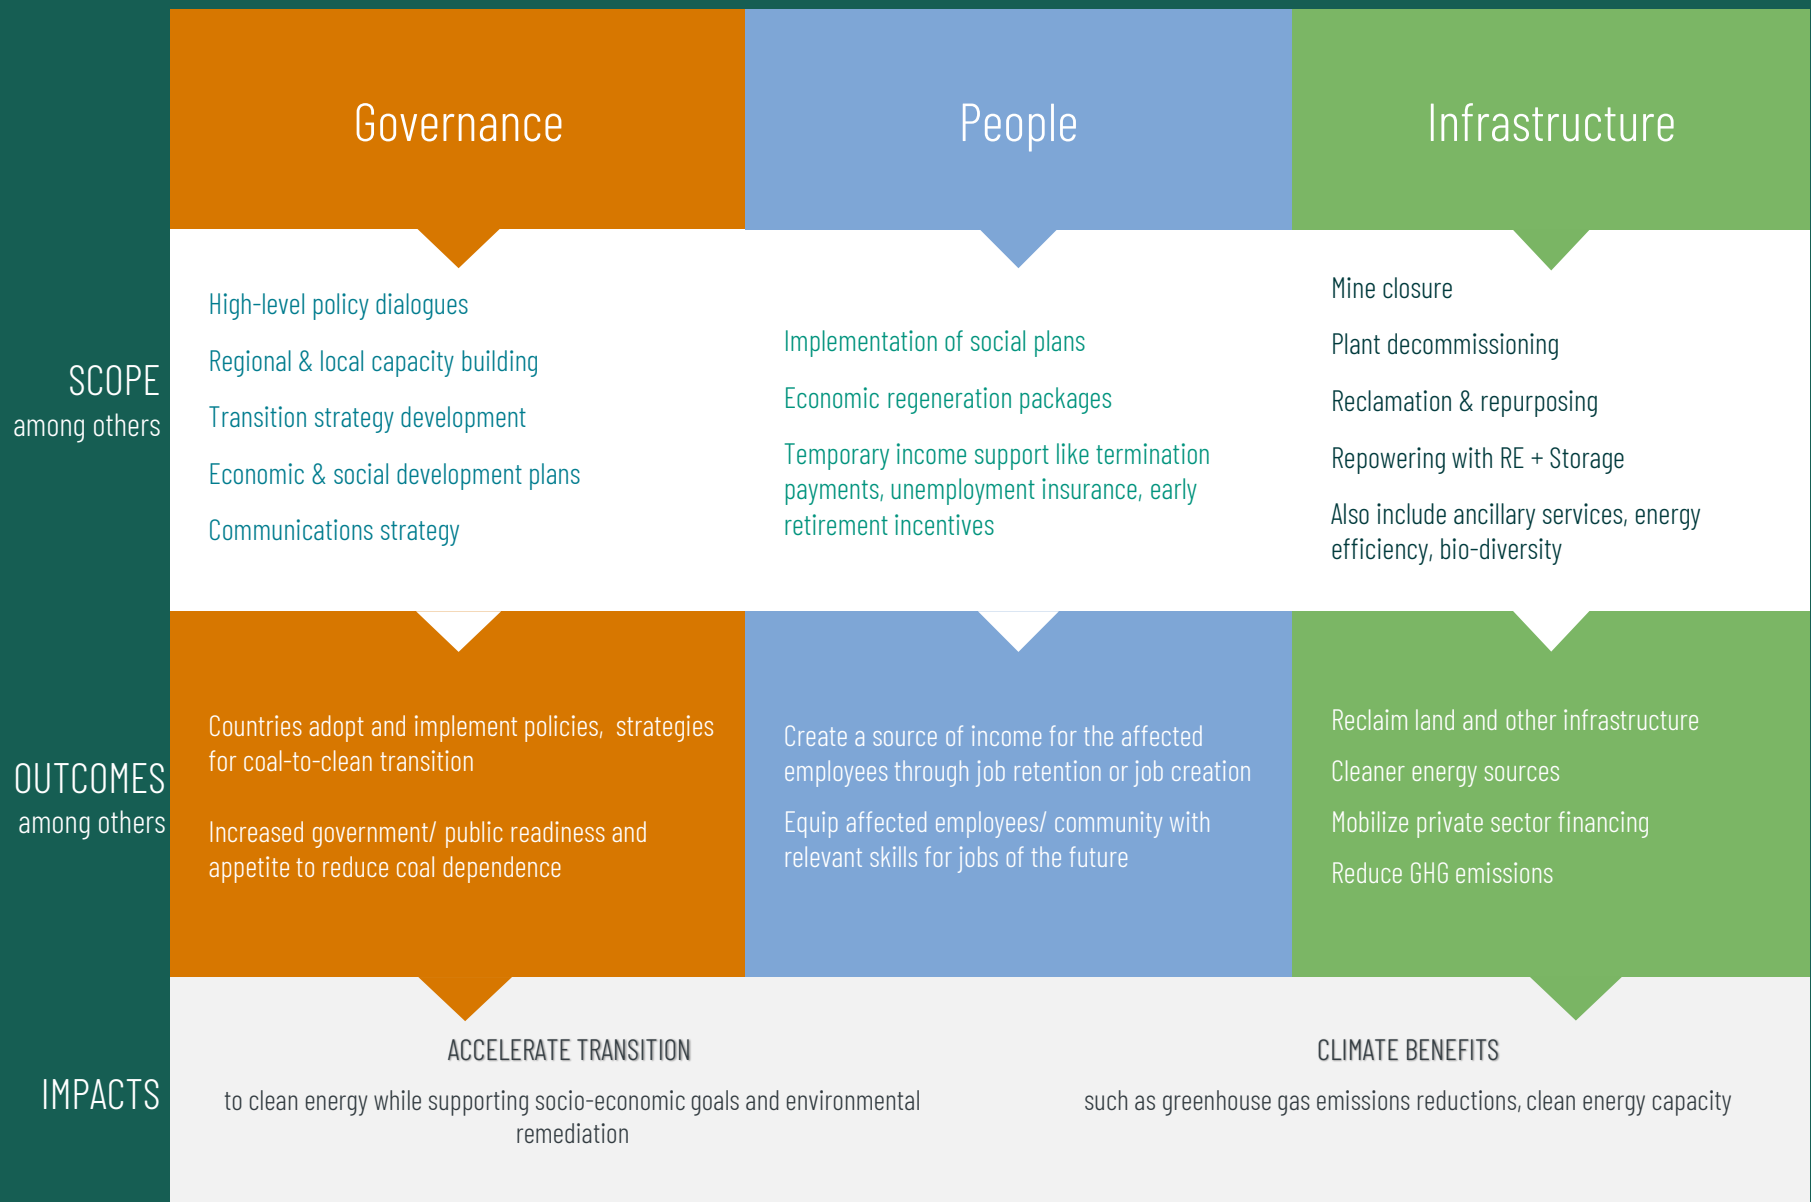 Governance
People
Infrastructure
SCOPE
among others
High-level policy dialogues
Regional & local capacity building
Transition strategy development
Economic & social development plans
Communications strategy
Implementation of social plans
Economic regeneration packages
Temporary income support like termination
payments, unemployment insurance, early
retirement incentives
Mine closure
Plant decommissioning
Reclamation & repurposing
Repowering with RE + Storage
Also include ancillary services, energy
efficiency, bio-diversity
OUTCOMES
among others
Countries adopt and implement policies, strategies
for coal-to-clean transition
Increased government/ public readiness and
appetite to reduce coal dependence
Create a source of income for the affected
employees through job retention or job creation
Equip affected employees/ community with
relevant skills for jobs of the future
Reclaim land and other infrastructure
Cleaner energy sources
Mobilize private sector financing
Reduce GHG emissions
IMPACTS
ACCELERATE TRANSITION
to clean energy while supporting socio-economic goals and environmental
remediation
CLIMATE BENEFITS
such as greenhouse gas emissions reductions, clean energy capacity